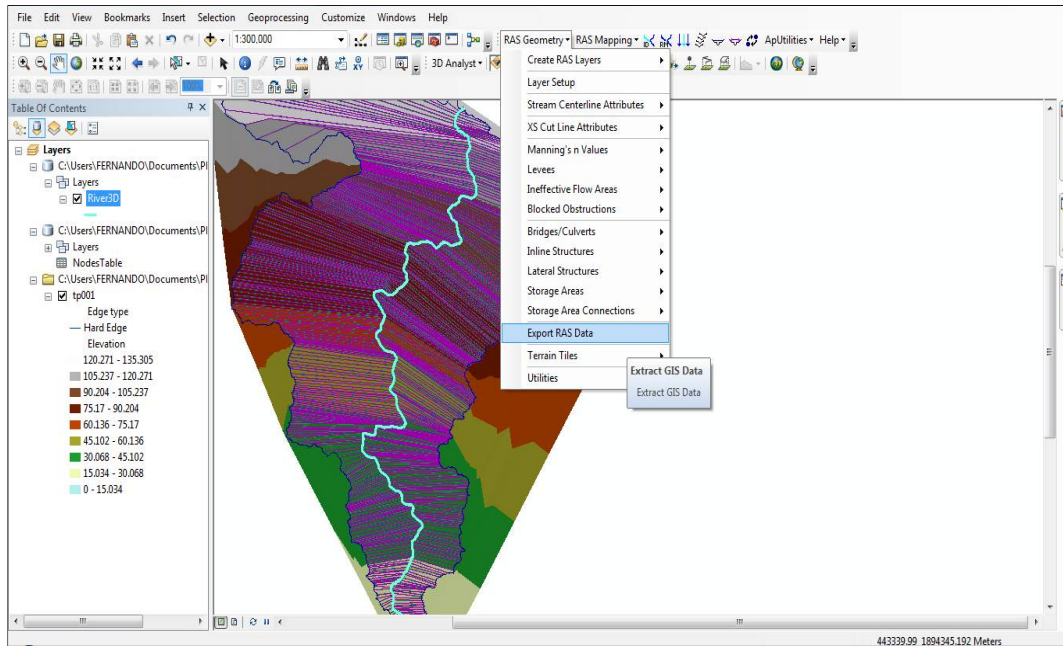 File Edit View Bookmarks Insert Selection Geoprocessing Customize Windows Help
1:300,000
RAS Geometry RAS Mapping ApUtilities Help
3D Analyst
100%
Table Of Contents
Layers
C:\Users\FERNANDO\Documents\PI
Layers
River3D
C:\Users\FERNANDO\Documents\PI
Layers
NodesTable
C:\Users\FERNANDO\Documents\PI
tp001
Edge type
Hard Edge
Elevation
120.271 - 135.305
105.237 - 120.271
90.204 - 105.237
75.17 - 90.204
60.136 - 75.17
45.102 - 60.136
30.068 - 45.102
15.034 - 30.068
0 - 15.034
Create RAS Layers
Layer Setup
Stream Centerline Attributes
XS Cut Line Attributes
Manning's n Values
Levees
Ineffective Flow Areas
Blocked Obstructions
Bridges/Culverts
Inline Structures
Lateral Structures
Storage Areas
Storage Area Connections
Export RAS Data
Terrain Tiles
Utilities
Extract GIS Data
Extract GIS Data
443339.99 1894345.192 Meters